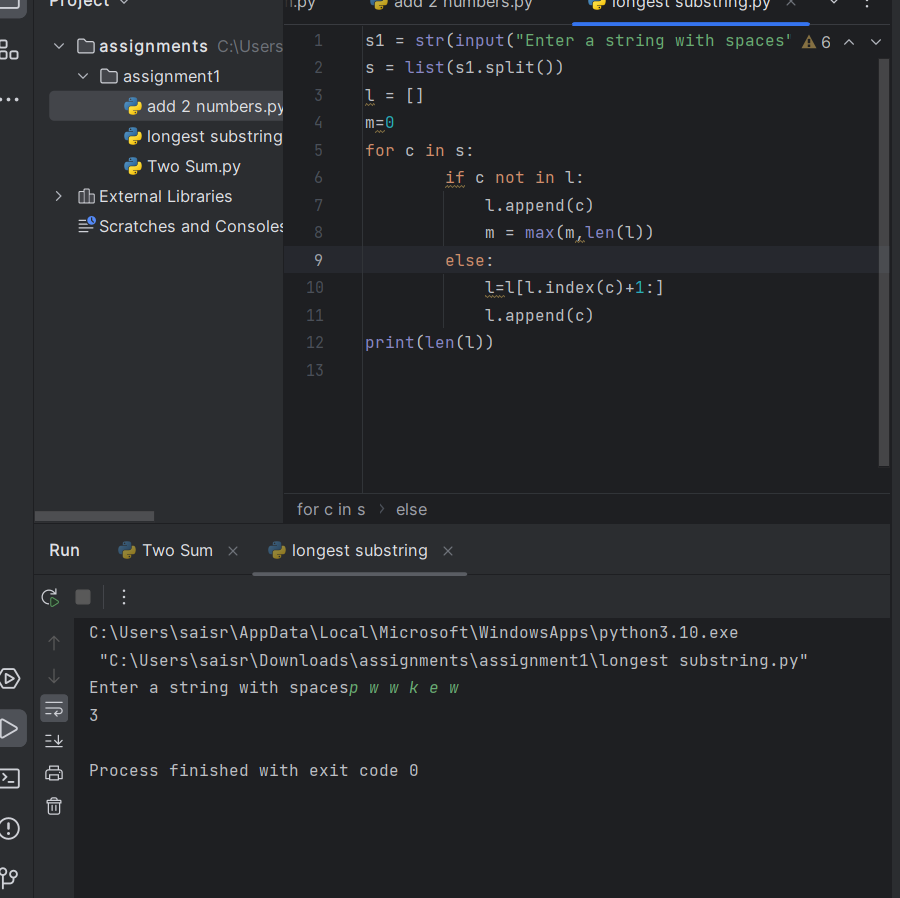 Project
assignments C:\Users
assignment1
add 2 numbers.py
longest substring
Two Sum.py
External Libraries
Scratches and Consoles
.py add 2 numbers.py longest substring.py
1 s1 = str(input("Enter a string with spaces" 6
2 s = list(s1.split())
3 l = []
4 m=0
5 for c in s:
6 if c not in l:
7 l.append(c)
8 m = max(m,len(l))
9 else:
10 l=l[l.index(c)+1:]
11 l.append(c)
12 print(len(l))
13
for c in s > else
Run Two Sum longest substring
C:\Users\saisr\AppData\Local\Microsoft\WindowsApps\python3.10.exe
"C:\Users\saisr\Downloads\assignments\assignment1\longest substring.py"
Enter a string with spacesp w w k e w
3
Process finished with exit code 0